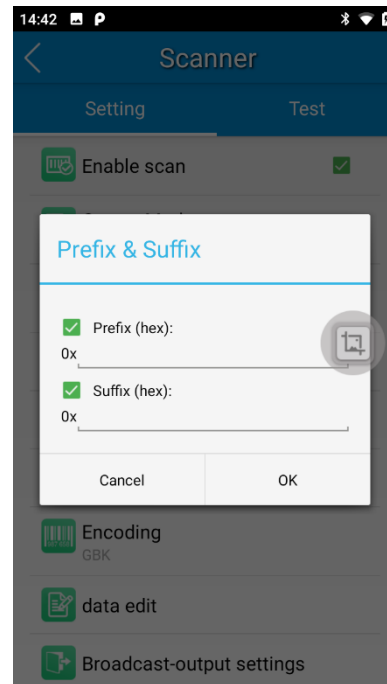 14:42
Scanner
Setting Test
Enable scan
Prefix & Suffix
Prefix (hex):
0x
Suffix (hex):
0x
Cancel OK
Encoding
GBK
data edit
Broadcast-output settings